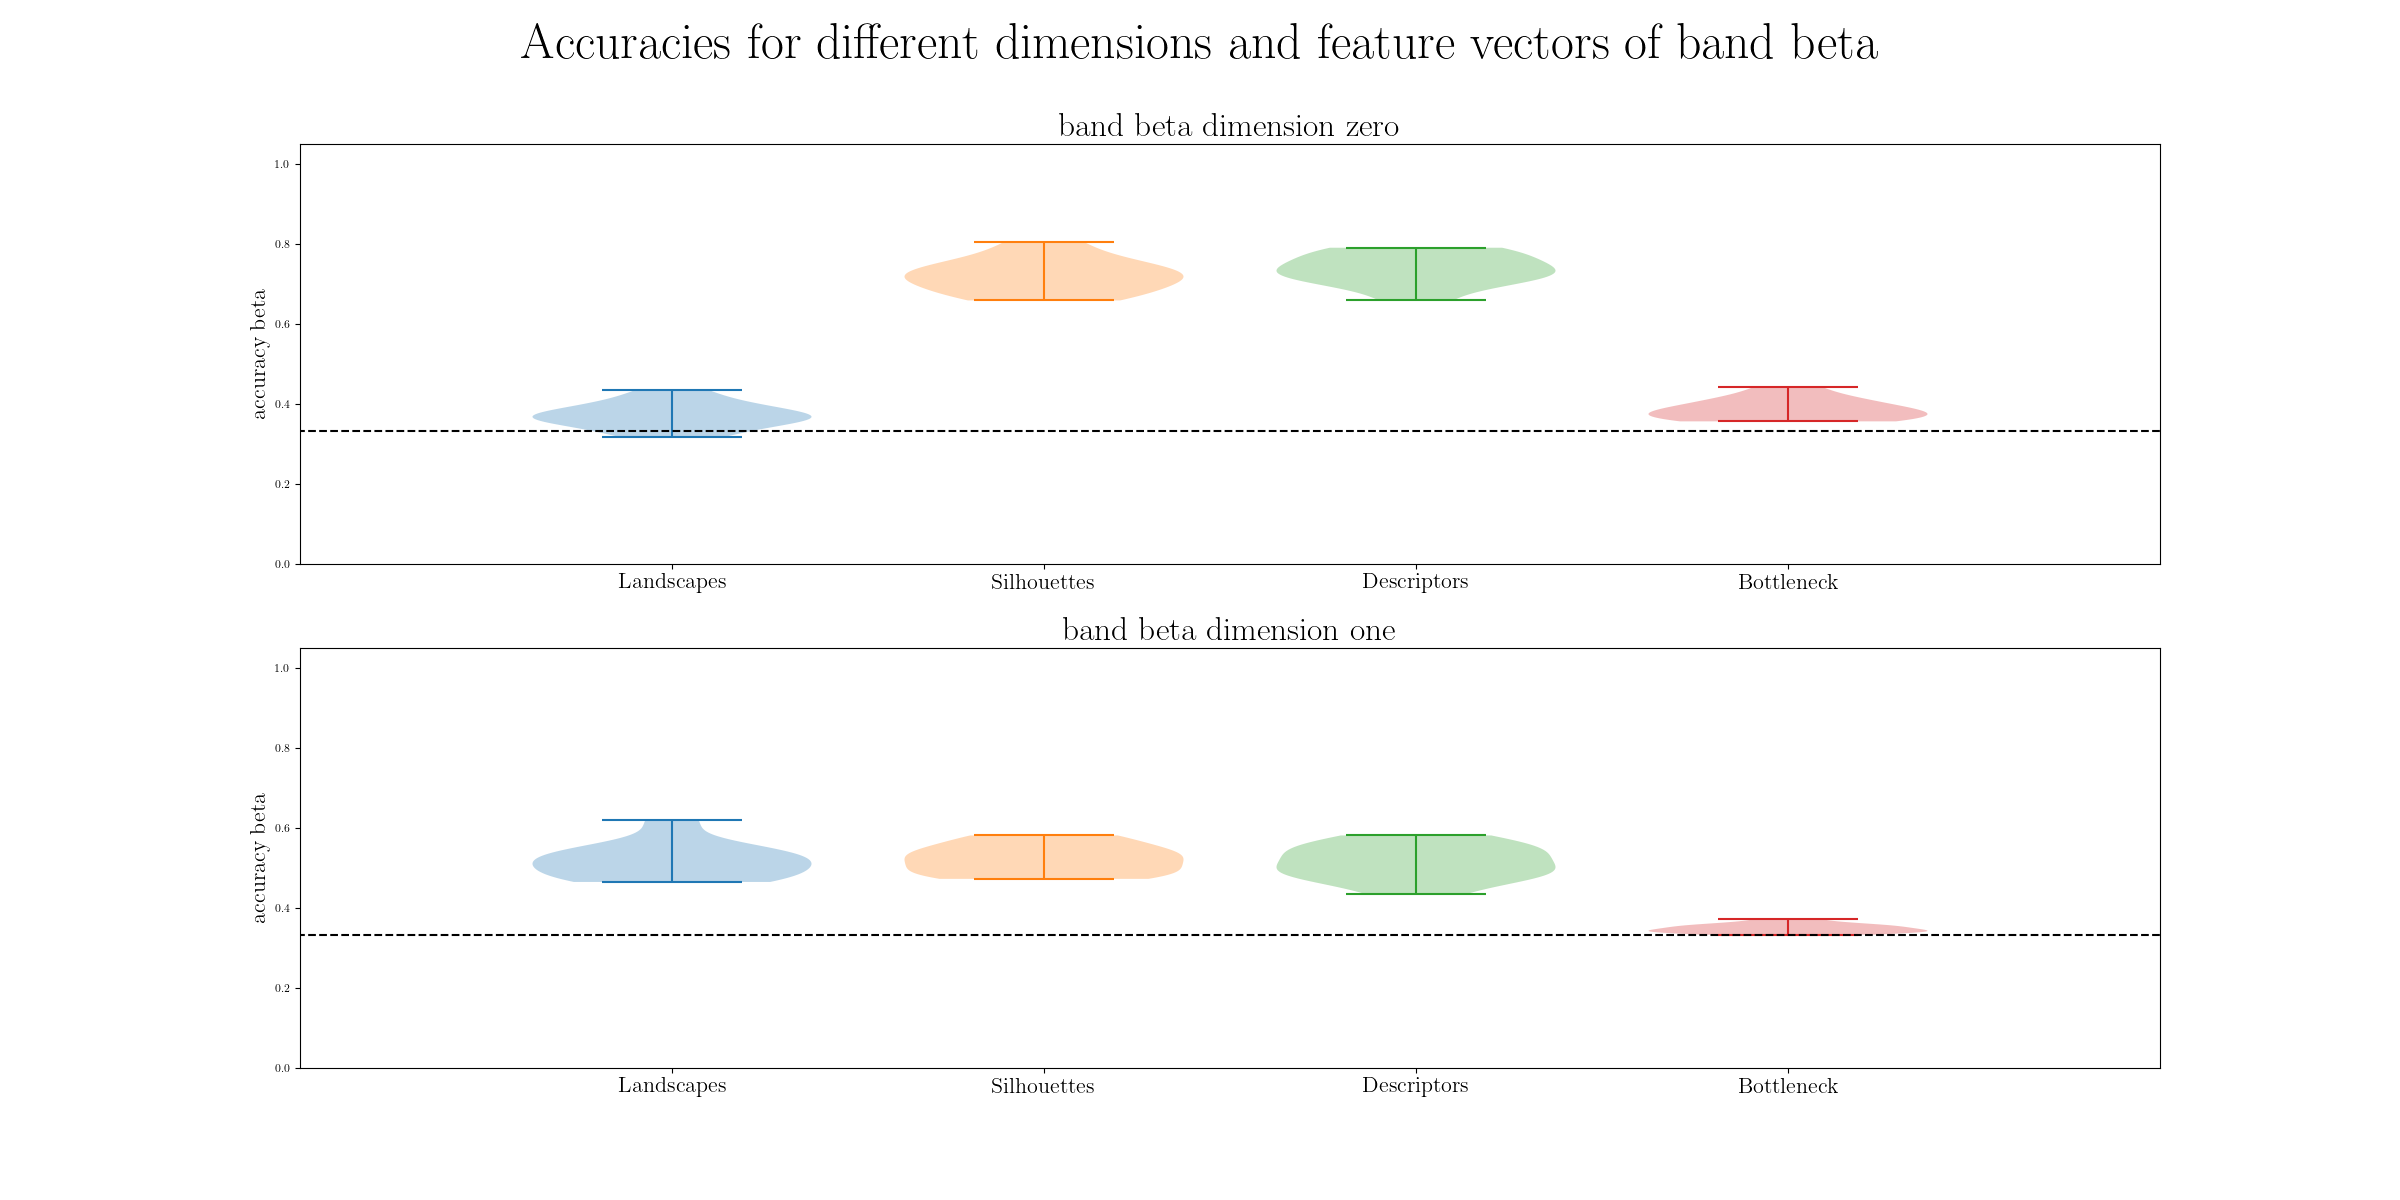 Accuracies for different dimensions and feature vectors of band beta
band beta dimension zero
accuracy beta
1.0
0.8
0.6
0.4
0.2
0.0
Landscapes Silhouettes Descriptors Bottleneck
band beta dimension one
accuracy beta
1.0
0.8
0.6
0.4
0.2
0.0
Landscapes Silhouettes Descriptors Bottleneck